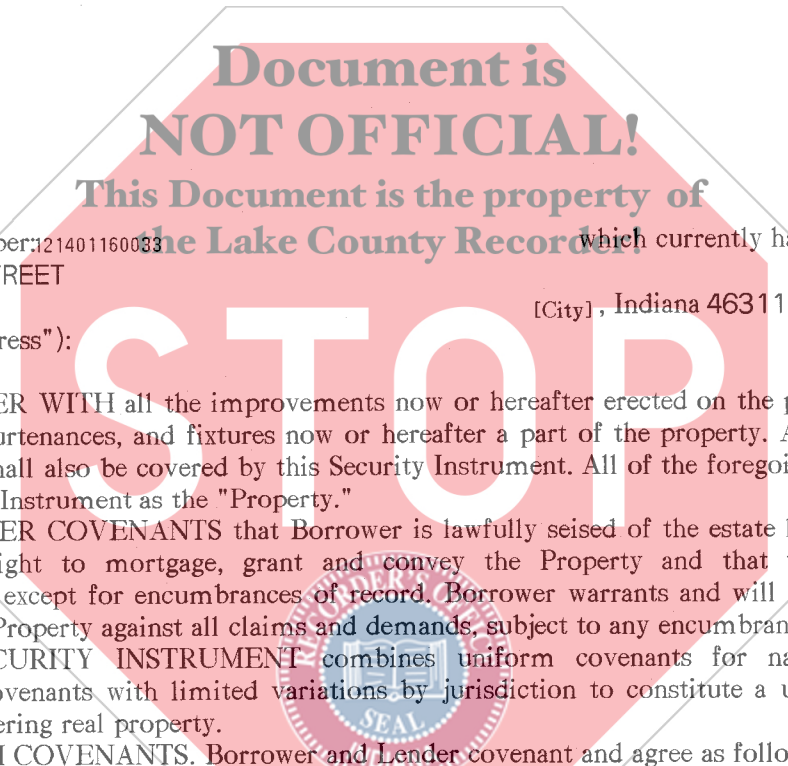 Document is
NOT OFFICIAL!
This Document is the property of
the Lake County Recorder!
ber:121401160033 which currently ha
REET
[City], Indiana 46311
ress"):
STOP
ER WITH all the improvements now or hereafter erected on the p
urtenances, and fixtures now or hereafter a part of the property. A
hall also be covered by this Security Instrument. All of the foregoi
Instrument as the "Property."
ER COVENANTS that Borrower is lawfully seised of the estate
ight to mortgage, grant and convey the Property and that
except for encumbrances of record. Borrower warrants and will
Property against all claims and demands, subject to any encumbran
CURITY INSTRUMENT combines uniform covenants for na
ovenants with limited variations by jurisdiction to constitute a u
ering real property.
COVENANTS. Borrower and Lender covenant and agree as follo
RECORDER'S OFFIC
SEAL